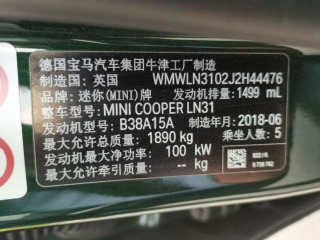 德国宝马汽车集团牛津工厂制造
制造国：英国 WMWLN3102J2H44476
品牌：迷你(MINI)牌 发动机排量：1499 mL
整车型号：MINI COOPER LN31
发动机型号：B38A15A 制造年月：2018-06
最大允许总质量：1890 kg 乘坐人数：5
发动机最大净功率：100 kW
最大允许牵引质量：— kg